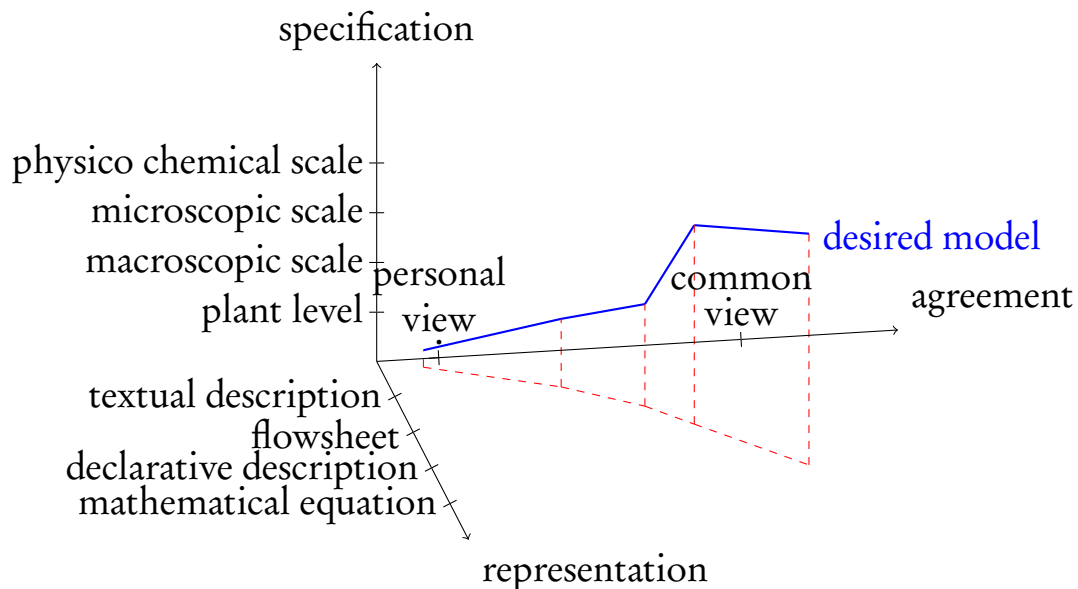 specification
physico chemical scale
microscopic scale
macroscopic scale
plant level
personal
view
common
view
desired model
agreement
textual description
flowsheet
declarative description
mathematical equation
representation